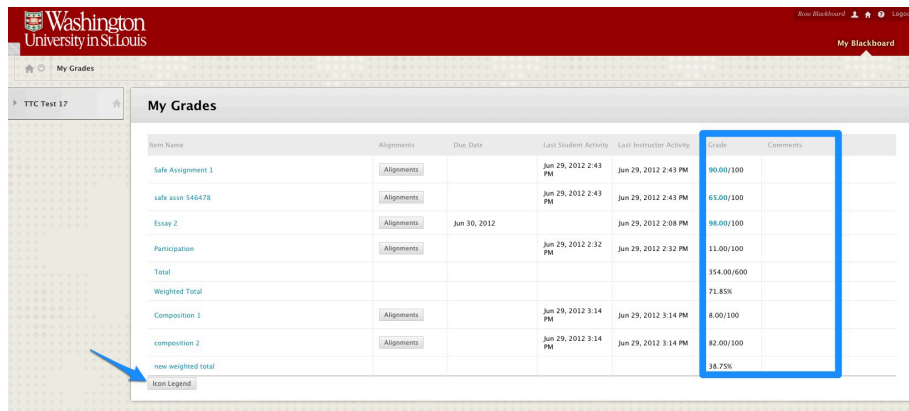 Washington
University in St.Louis
Rose Blackboard Logou
My Blackboard
My Grades
TTC Test 17
My Grades
Item Name Alignments Due Date Last Student Activity Last Instructor Activity Grade Comments
Safe Assignment 1 Alignments Jun 29, 2012 2:43 PM Jun 29, 2012 2:43 PM 90.00/100
safe assn 546478 Alignments Jun 29, 2012 2:43 PM Jun 29, 2012 2:43 PM 65.00/100
Essay 2 Alignments Jun 30, 2012 Jun 29, 2012 2:08 PM 98.00/100
Participation Alignments Jun 29, 2012 2:32 PM Jun 29, 2012 2:32 PM 11.00/100
Total 354.00/600
Weighted Total 71.85%
Composition 1 Alignments Jun 29, 2012 3:14 PM Jun 29, 2012 3:14 PM 8.00/100
composition 2 Alignments Jun 29, 2012 3:14 PM Jun 29, 2012 3:14 PM 82.00/100
new weighted total 38.75%
Icon Legend